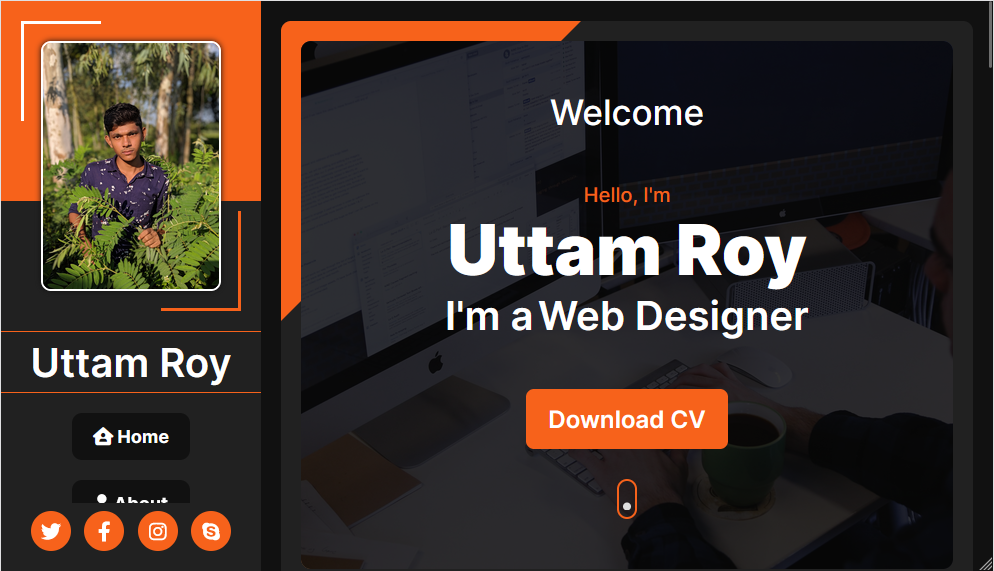 Uttam Roy
Home
About
Welcome
Hello, I'm
Uttam Roy
I'm a Web Designer
Download CV